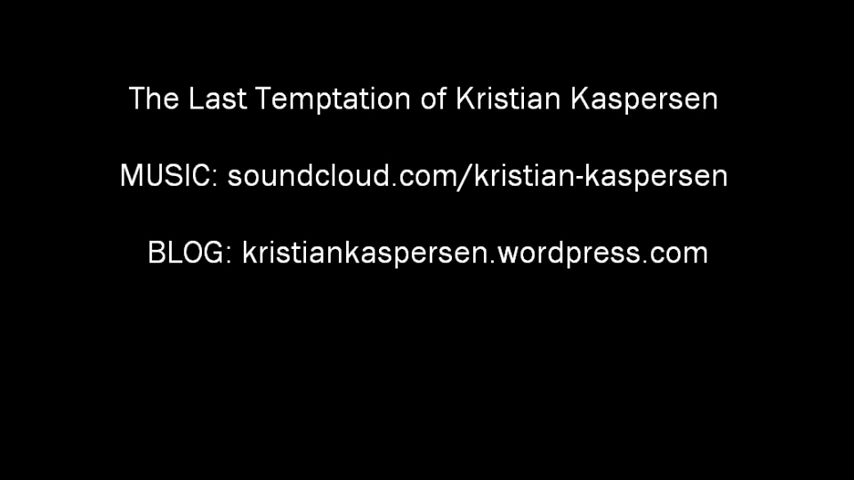 The Last Temptation of Kristian Kaspersen
MUSIC: soundcloud.com/kristian-kaspersen
BLOG: kristiankaspersen.wordpress.com